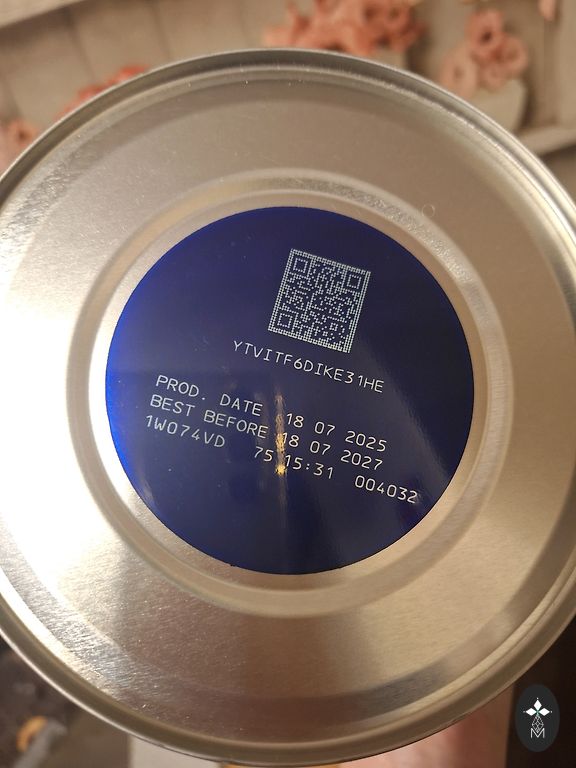 YTVITF6DIKE31HE
PROD. DATE 18 07 2025
BEST BEFORE 18 07 2027
1W074VD 75 15:31 004032
M